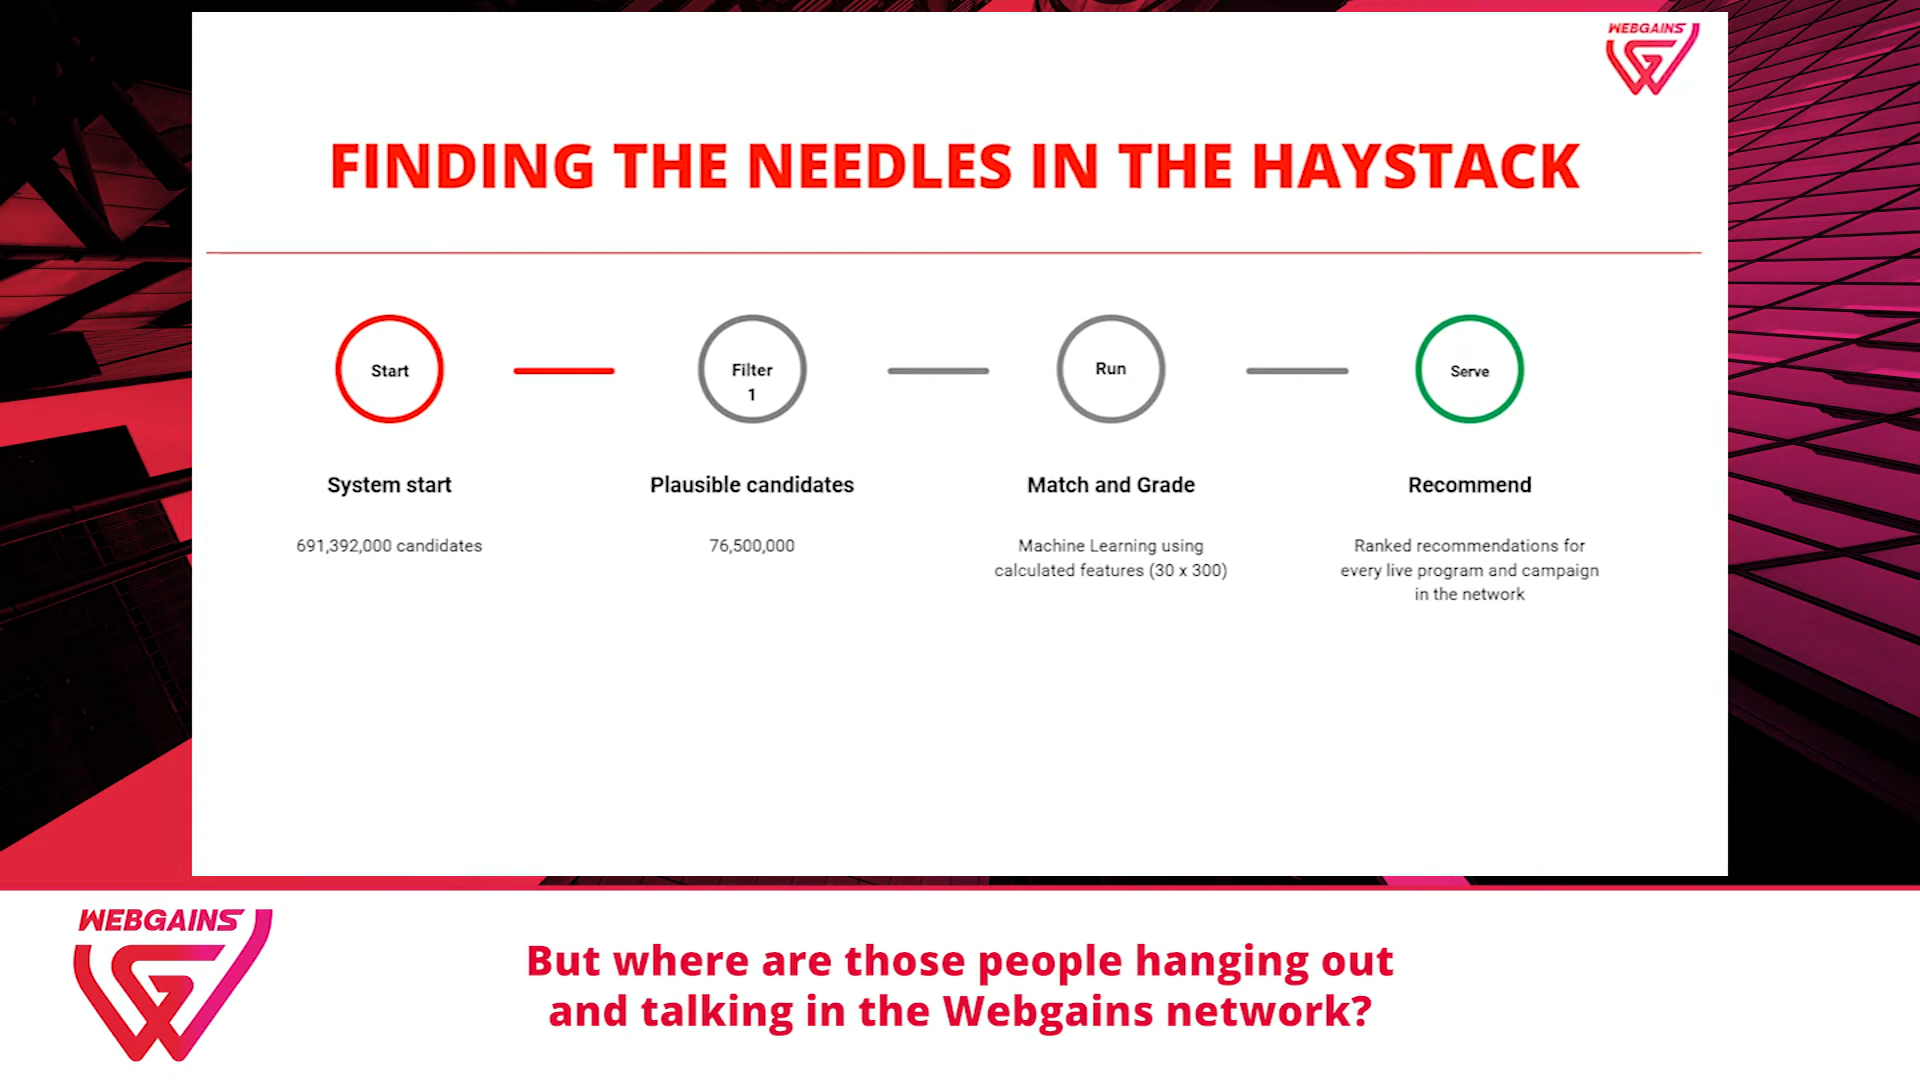 WEBGAINS
FINDING THE NEEDLES IN THE HAYSTACK
Start
Filter
1
Run
Serve
System start
Plausible candidates
Match and Grade
Recommend
691,392,000 candidates
76,500,000
Machine Learning using
calculated features (30 x 300)
Ranked recommendations for
every live program and campaign
in the network
WEBGAINS
But where are those people hanging out
and talking in the Webgains network?